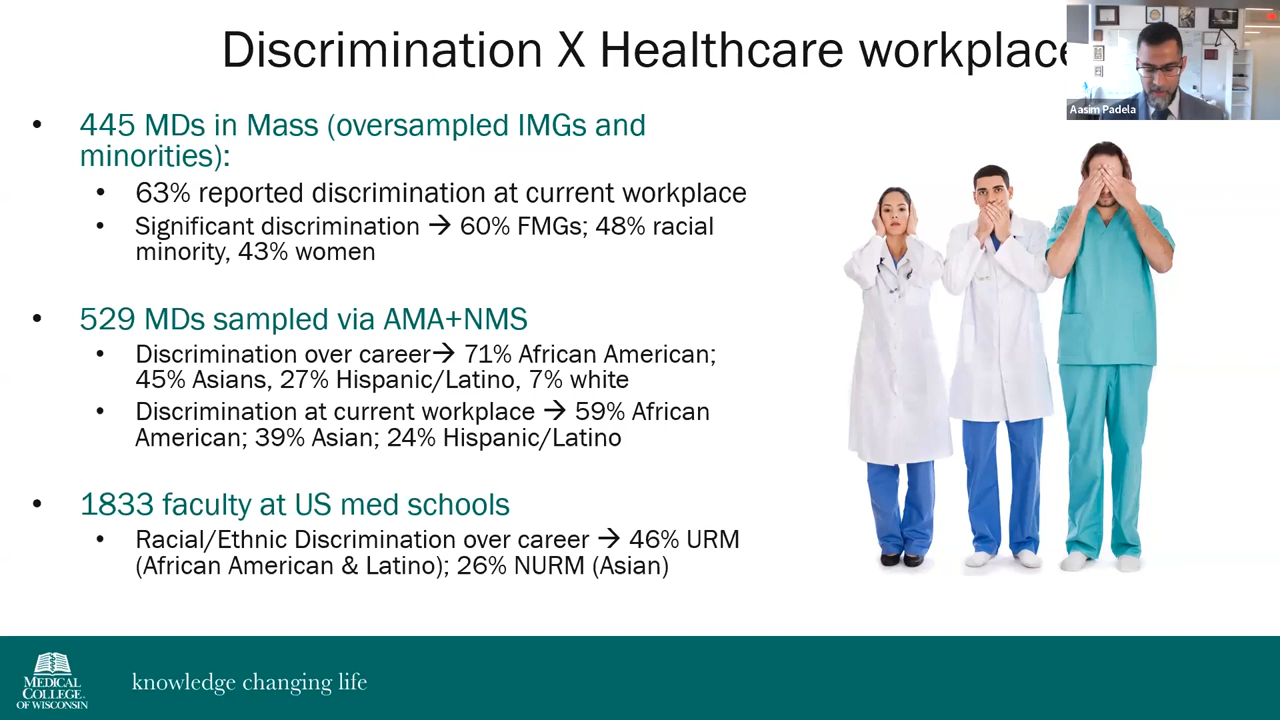 Discrimination X Healthcare workplace
Aasim Padela
• 445 MDs in Mass (oversampled IMGs and
minorities):
• 63% reported discrimination at current workplace
• Significant discrimination → 60% FMGs; 48% racial
minority, 43% women
• 529 MDs sampled via AMA+NMS
• Discrimination over career→ 71% African American;
45% Asians, 27% Hispanic/Latino, 7% white
• Discrimination at current workplace → 59% African
American; 39% Asian; 24% Hispanic/Latino
• 1833 faculty at US med schools
• Racial/Ethnic Discrimination over career → 46% URM
(African American & Latino); 26% NURM (Asian)
MEDICAL
COLLEGE
OF WISCONSIN
knowledge changing life